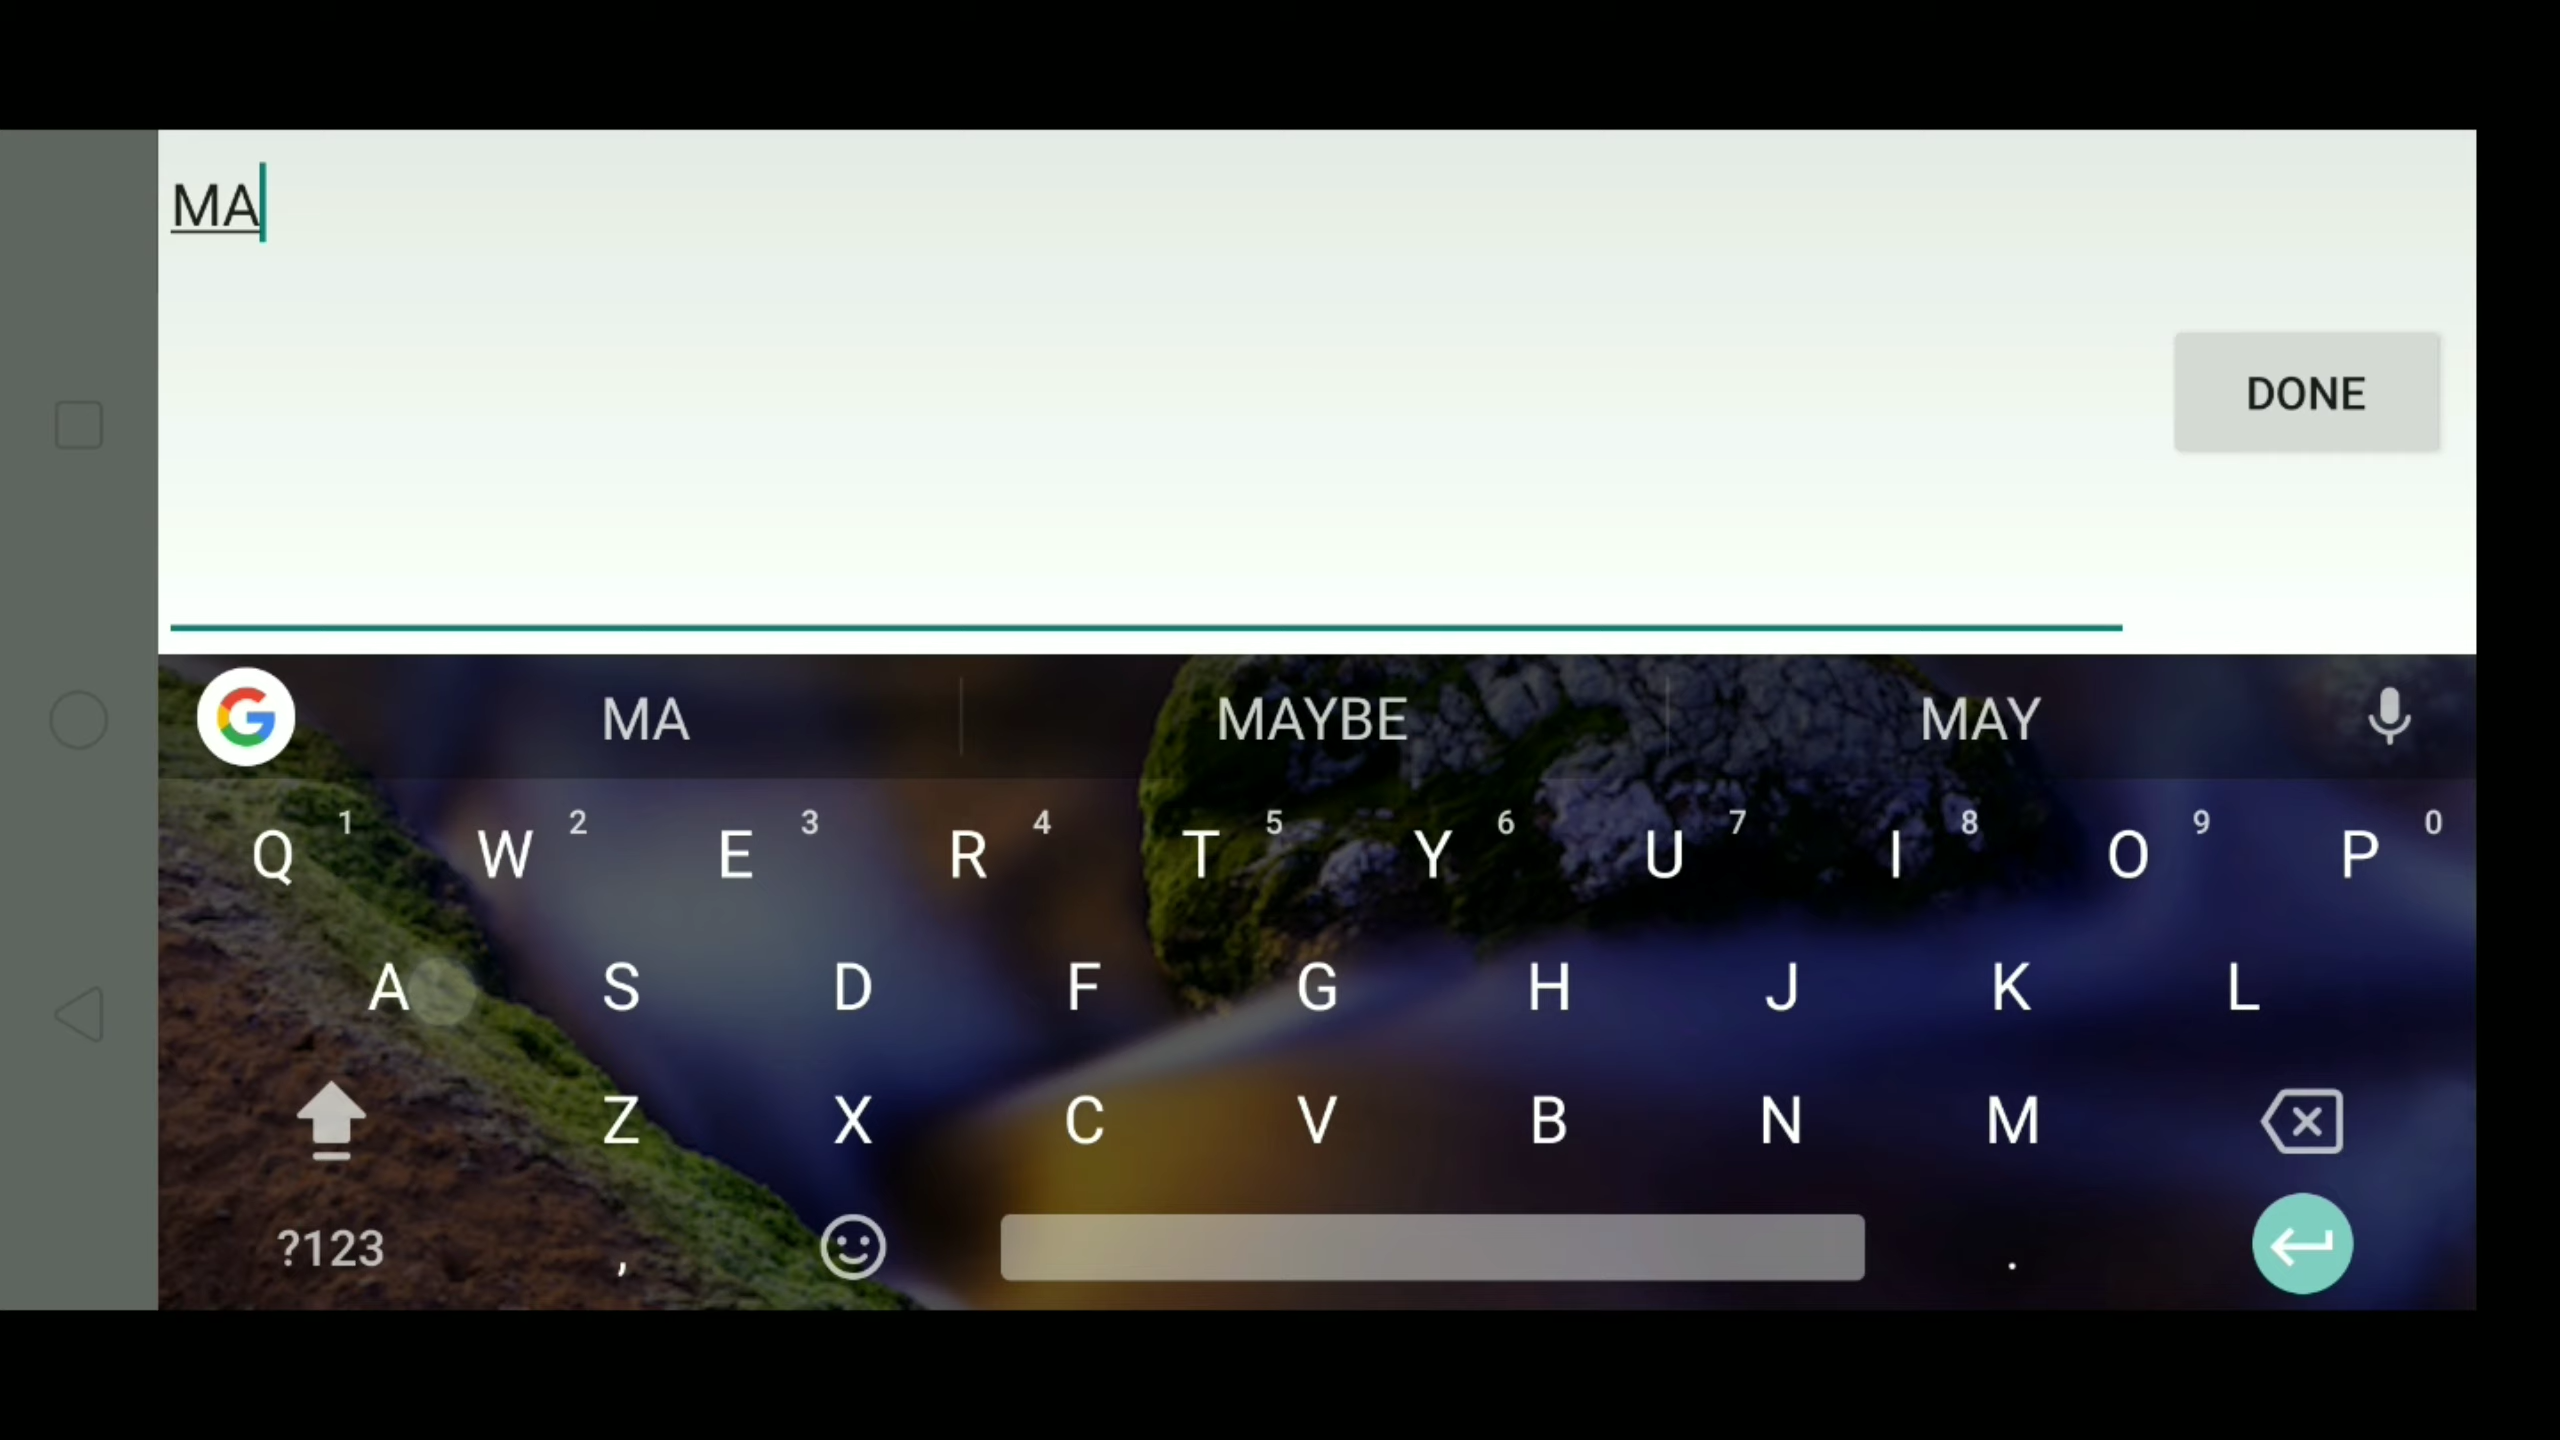 MA
DONE
MA MAYBE MAY
Q 1 W 2 E 3 R 4 T 5 Y 6 U 7 I 8 O 9 P 0
A S D F G H J K L
Z X C V B N M
?123 , .